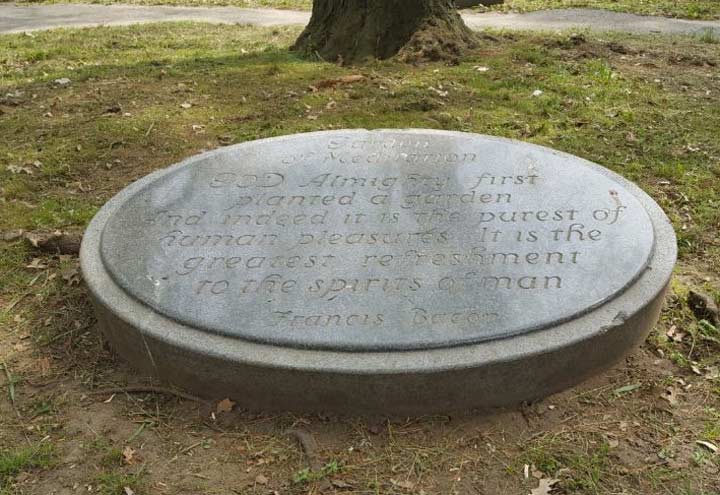 Garden
of Meditation
GOD Almighty first
planted a garden
And indeed it is the purest of
human pleasures. It is the
greatest refreshment
to the spirits of man
Francis Bacon